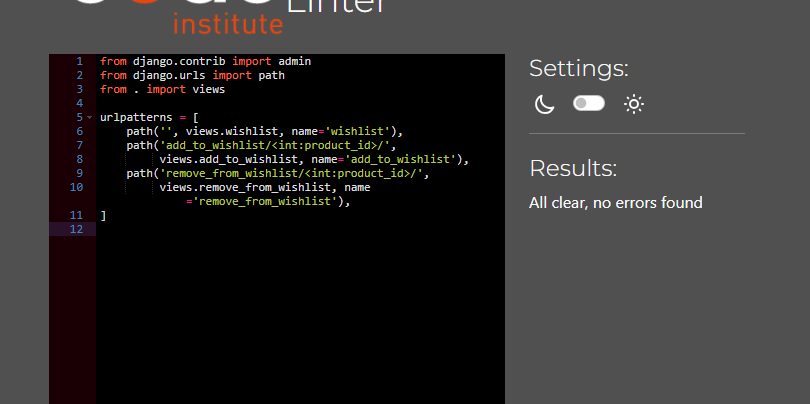 Linter
institute
1 from django.contrib import admin
2 from django.urls import path
3 from . import views
4
5 urlpatterns = [
6 path('', views.wishlist, name='wishlist'),
7 path('add_to_wishlist/<int:product_id>/',
8 views.add_to_wishlist, name='add_to_wishlist'),
9 path('remove_from_wishlist/<int:product_id>/',
10 views.remove_from_wishlist, name
='remove_from_wishlist'),
11 ]
12
Settings:
Results:
All clear, no errors found